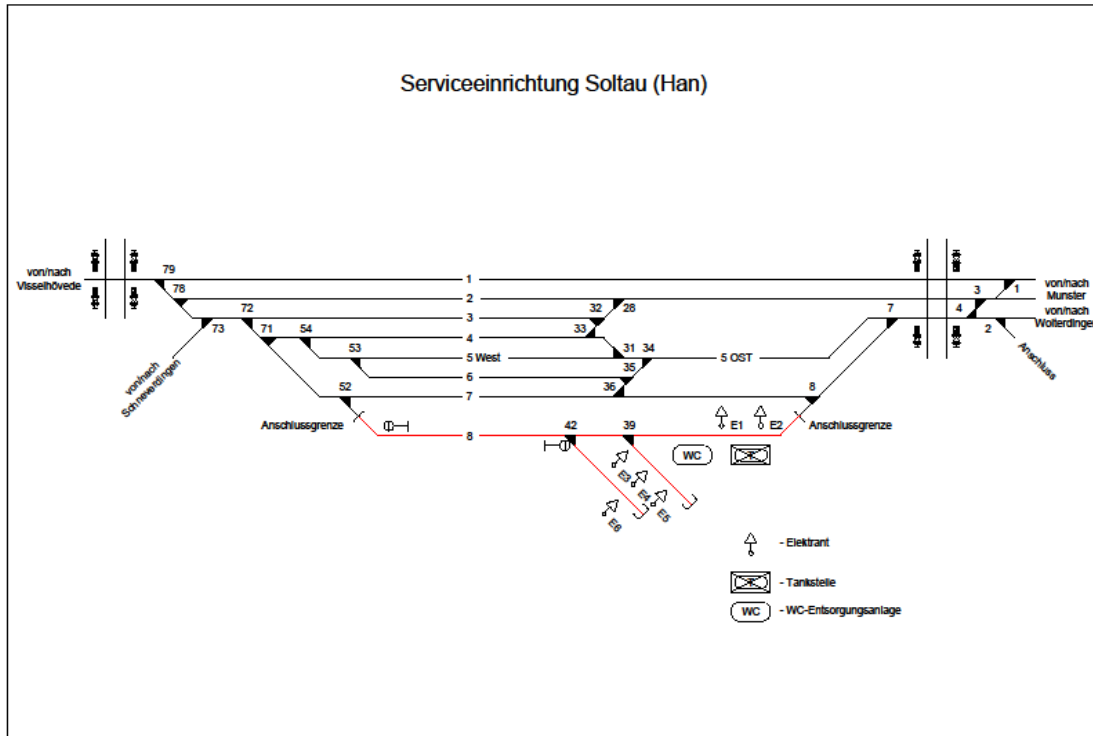 Serviceeinrichtung Soltau (Han)
79
von/nach
Visselhövede
1
von/nach
Munster
78
2
28
3
1
72
3
32
7
4
von/nach
Wolterdingen
73
71
54
4
33
2
Anschluss
von/nach
Schneverdingen
53
5 West
31
34
5 OST
6
35
52
7
36
8
Anschlussgrenze
8
42
39
E1
E2
Anschlussgrenze
WC
E3
E4
E5
E6
- Elektrant
- Tankstelle
WC
- WC-Entsorgungsanlage